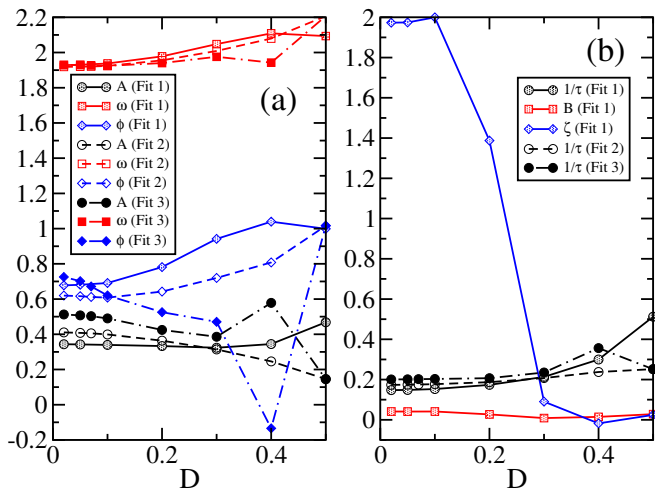 2.2
2
1.8
1.6
1.4
1.2
1
0.8
0.6
0.4
0.2
0
-0.2
(a)
A (Fit 1)
ω (Fit 1)
ϕ (Fit 1)
A (Fit 2)
ω (Fit 2)
ϕ (Fit 2)
A (Fit 3)
ω (Fit 3)
ϕ (Fit 3)
0 0.2 0.4
D
2
1.8
1.6
1.4
1.2
1
0.8
0.6
0.4
0.2
0
(b)
1/τ (Fit 1)
B (Fit 1)
ζ (Fit 1)
1/τ (Fit 2)
1/τ (Fit 3)
0 0.2 0.4
D